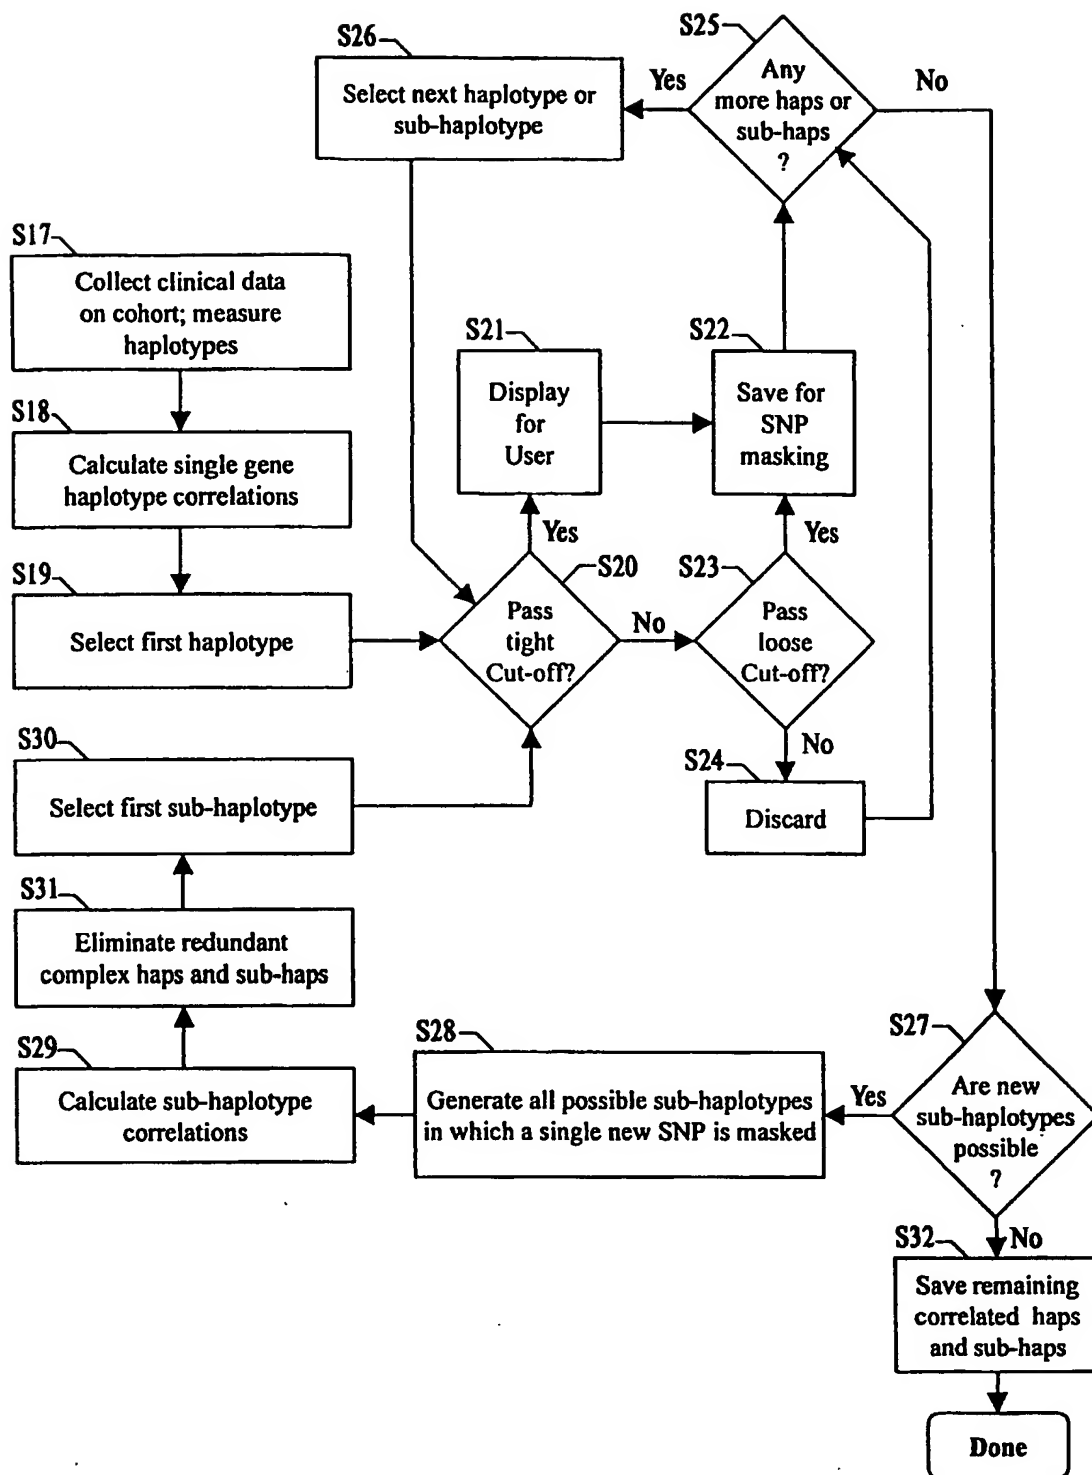 S26
Select next haplotype or
sub-haplotype
S25
Any
more haps or
sub-haps
?
Yes
No
S17
Collect clinical data
on cohort; measure
haplotypes
S18
Calculate single gene
haplotype correlations
S19
Select first haplotype
S21
Display
for
User
S22
Save for
SNP
masking
Yes
Yes
S20
Pass
tight
Cut-off?
No
S23
Pass
loose
Cut-off?
No
S24
Discard
S30
Select first sub-haplotype
S31
Eliminate redundant
complex haps and sub-haps
S29
Calculate sub-haplotype
correlations
S28
Generate all possible sub-haplotypes
in which a single new SNP is masked
S27
Are new
sub-haplotypes
possible
?
Yes
No
S32
Save remaining
correlated haps
and sub-haps
Done